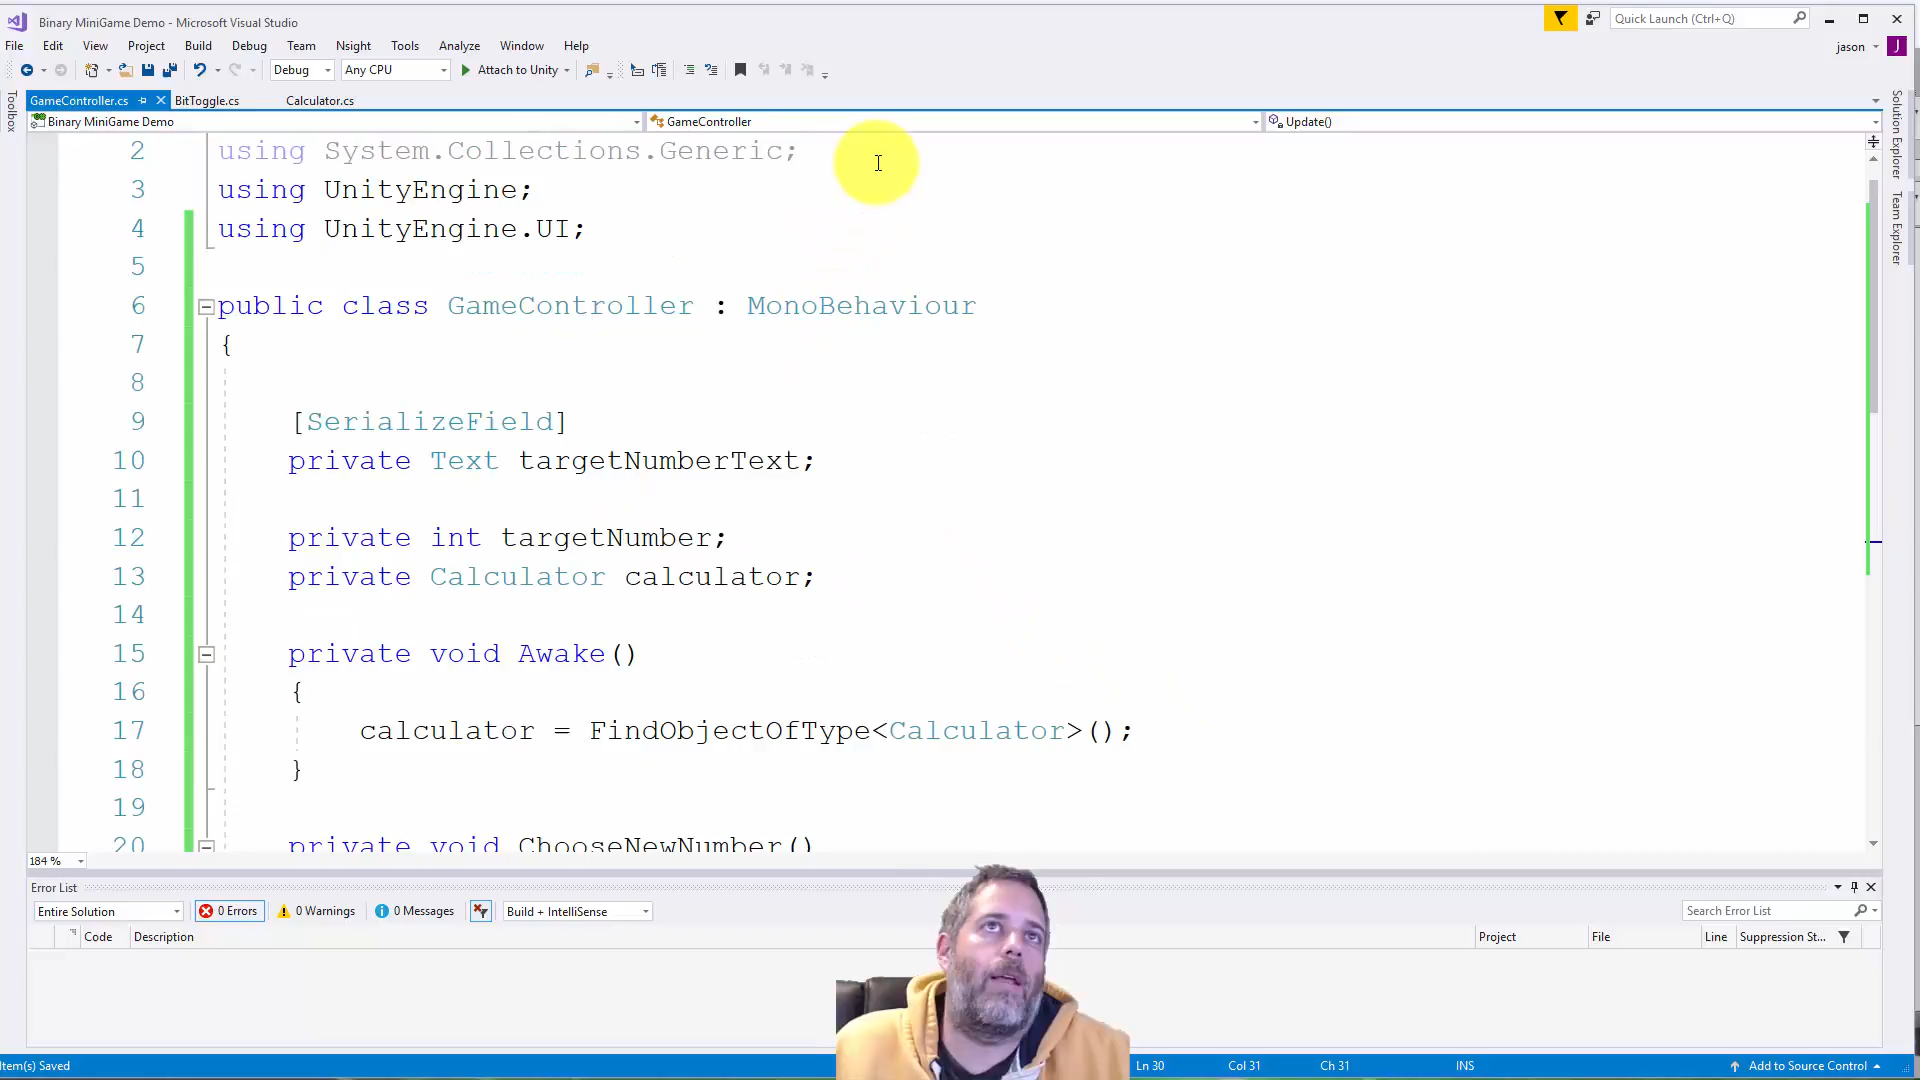 Binary MiniGame Demo - Microsoft Visual Studio
Quick Launch (Ctrl+Q)
File Edit View Project Build Debug Team Nsight Tools Analyze Window Help
jason J
Debug Any CPU Attach to Unity
GameController.cs BitToggle.cs Calculator.cs
Binary MiniGame Demo GameController Update()
Toolbox
Solution Explorer
Team Explorer
2 using System.Collections.Generic;
3 using UnityEngine;
4 using UnityEngine.UI;
5
6 public class GameController : MonoBehaviour
7 {
8
9 [SerializeField]
10 private Text targetNumberText;
11
12 private int targetNumber;
13 private Calculator calculator;
14
15 private void Awake()
16 {
17 calculator = FindObjectOfType<Calculator>();
18 }
19
20 private void ChooseNewNumber()
184 %
Error List
Entire Solution 0 Errors 0 Warnings 0 Messages Build + IntelliSense Search Error List
Code Description Project File Line Suppression St...
Item(s) Saved Ln 30 Col 31 Ch 31 INS Add to Source Control